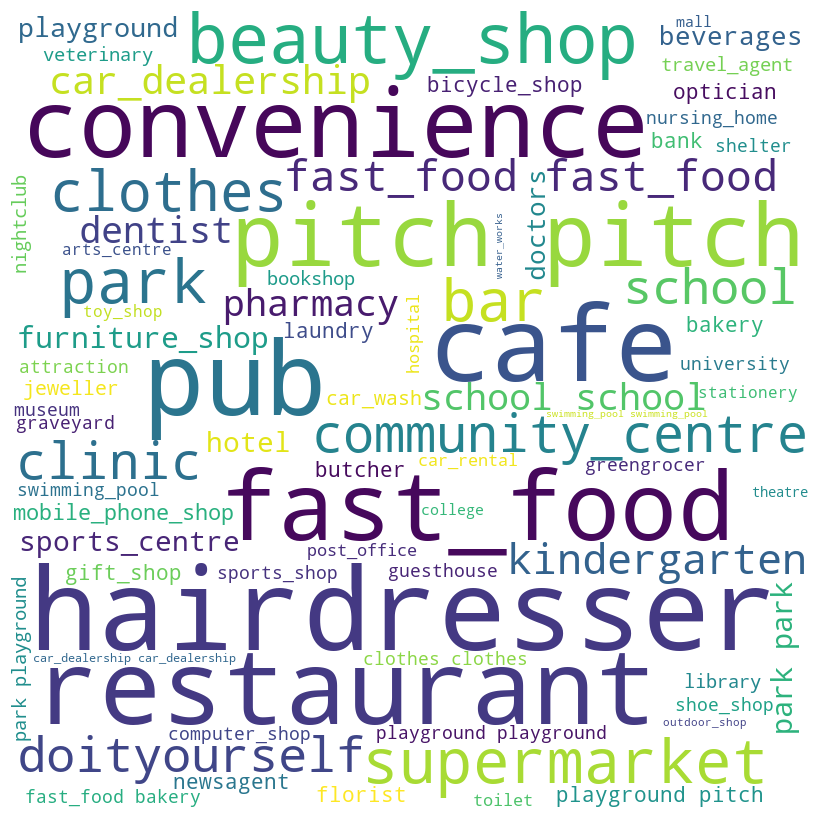 playground
beauty_shop
mall
beverages
veterinary
car_dealership
bicycle_shop
travel_agent
optician
convenience
nursing_home
bank
shelter
nightclub
clothes
fast_food
fast_food
doctors
dentist
pitch
water_works
pitch
arts_centre
park
bookshop
school
toy_shop
pharmacy
bar
hospital
cafe
furniture_shop
laundry
bakery
attraction
pub
university
jeweller
car_wash
school school
stationery
museum
graveyard
swimming_pool swimming_pool
hotel
community_centre
clinic
butcher
car_rental
greengrocer
swimming_pool
fast_food
theatre
mobile_phone_shop
college
sports_centre
post_office
kindergarten
gift_shop
sports_shop
guesthouse
hairdresser
park playground
park park
car_dealership car_dealership
clothes clothes
restaurant
library
shoe_shop
outdoor_shop
computer_shop
playground playground
doityourself
supermarket
newsagent
fast_food bakery
florist
toilet
playground pitch